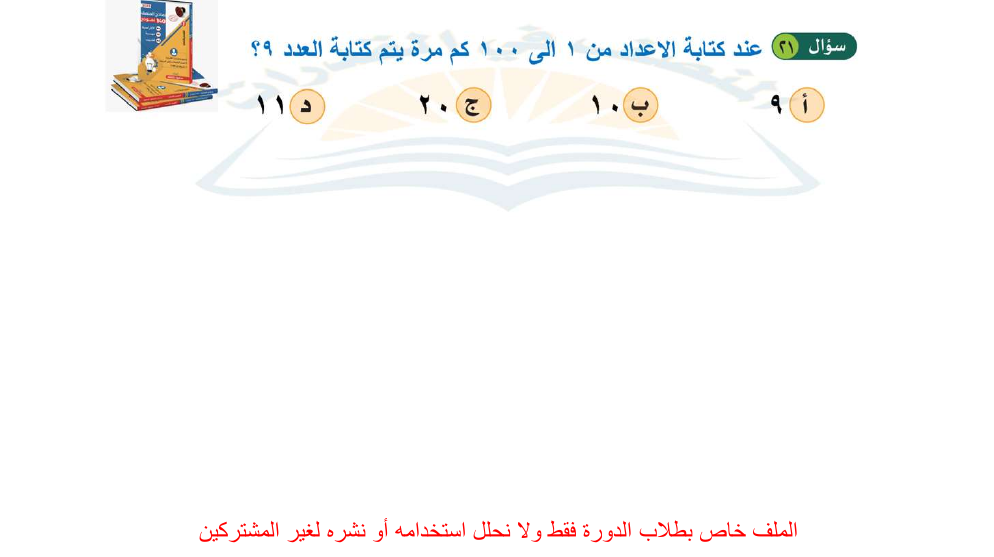 سؤال ٢١ عند كتابة الاعداد من ١ الى ١٠٠ كم مرة يتم كتابة العدد ٩؟
أ ٩ ب ١٠ ج ٢٠ د ١١
الملف خاص بطلاب الدورة فقط ولا نحلل استخدامه أو نشره لغير المشتركين